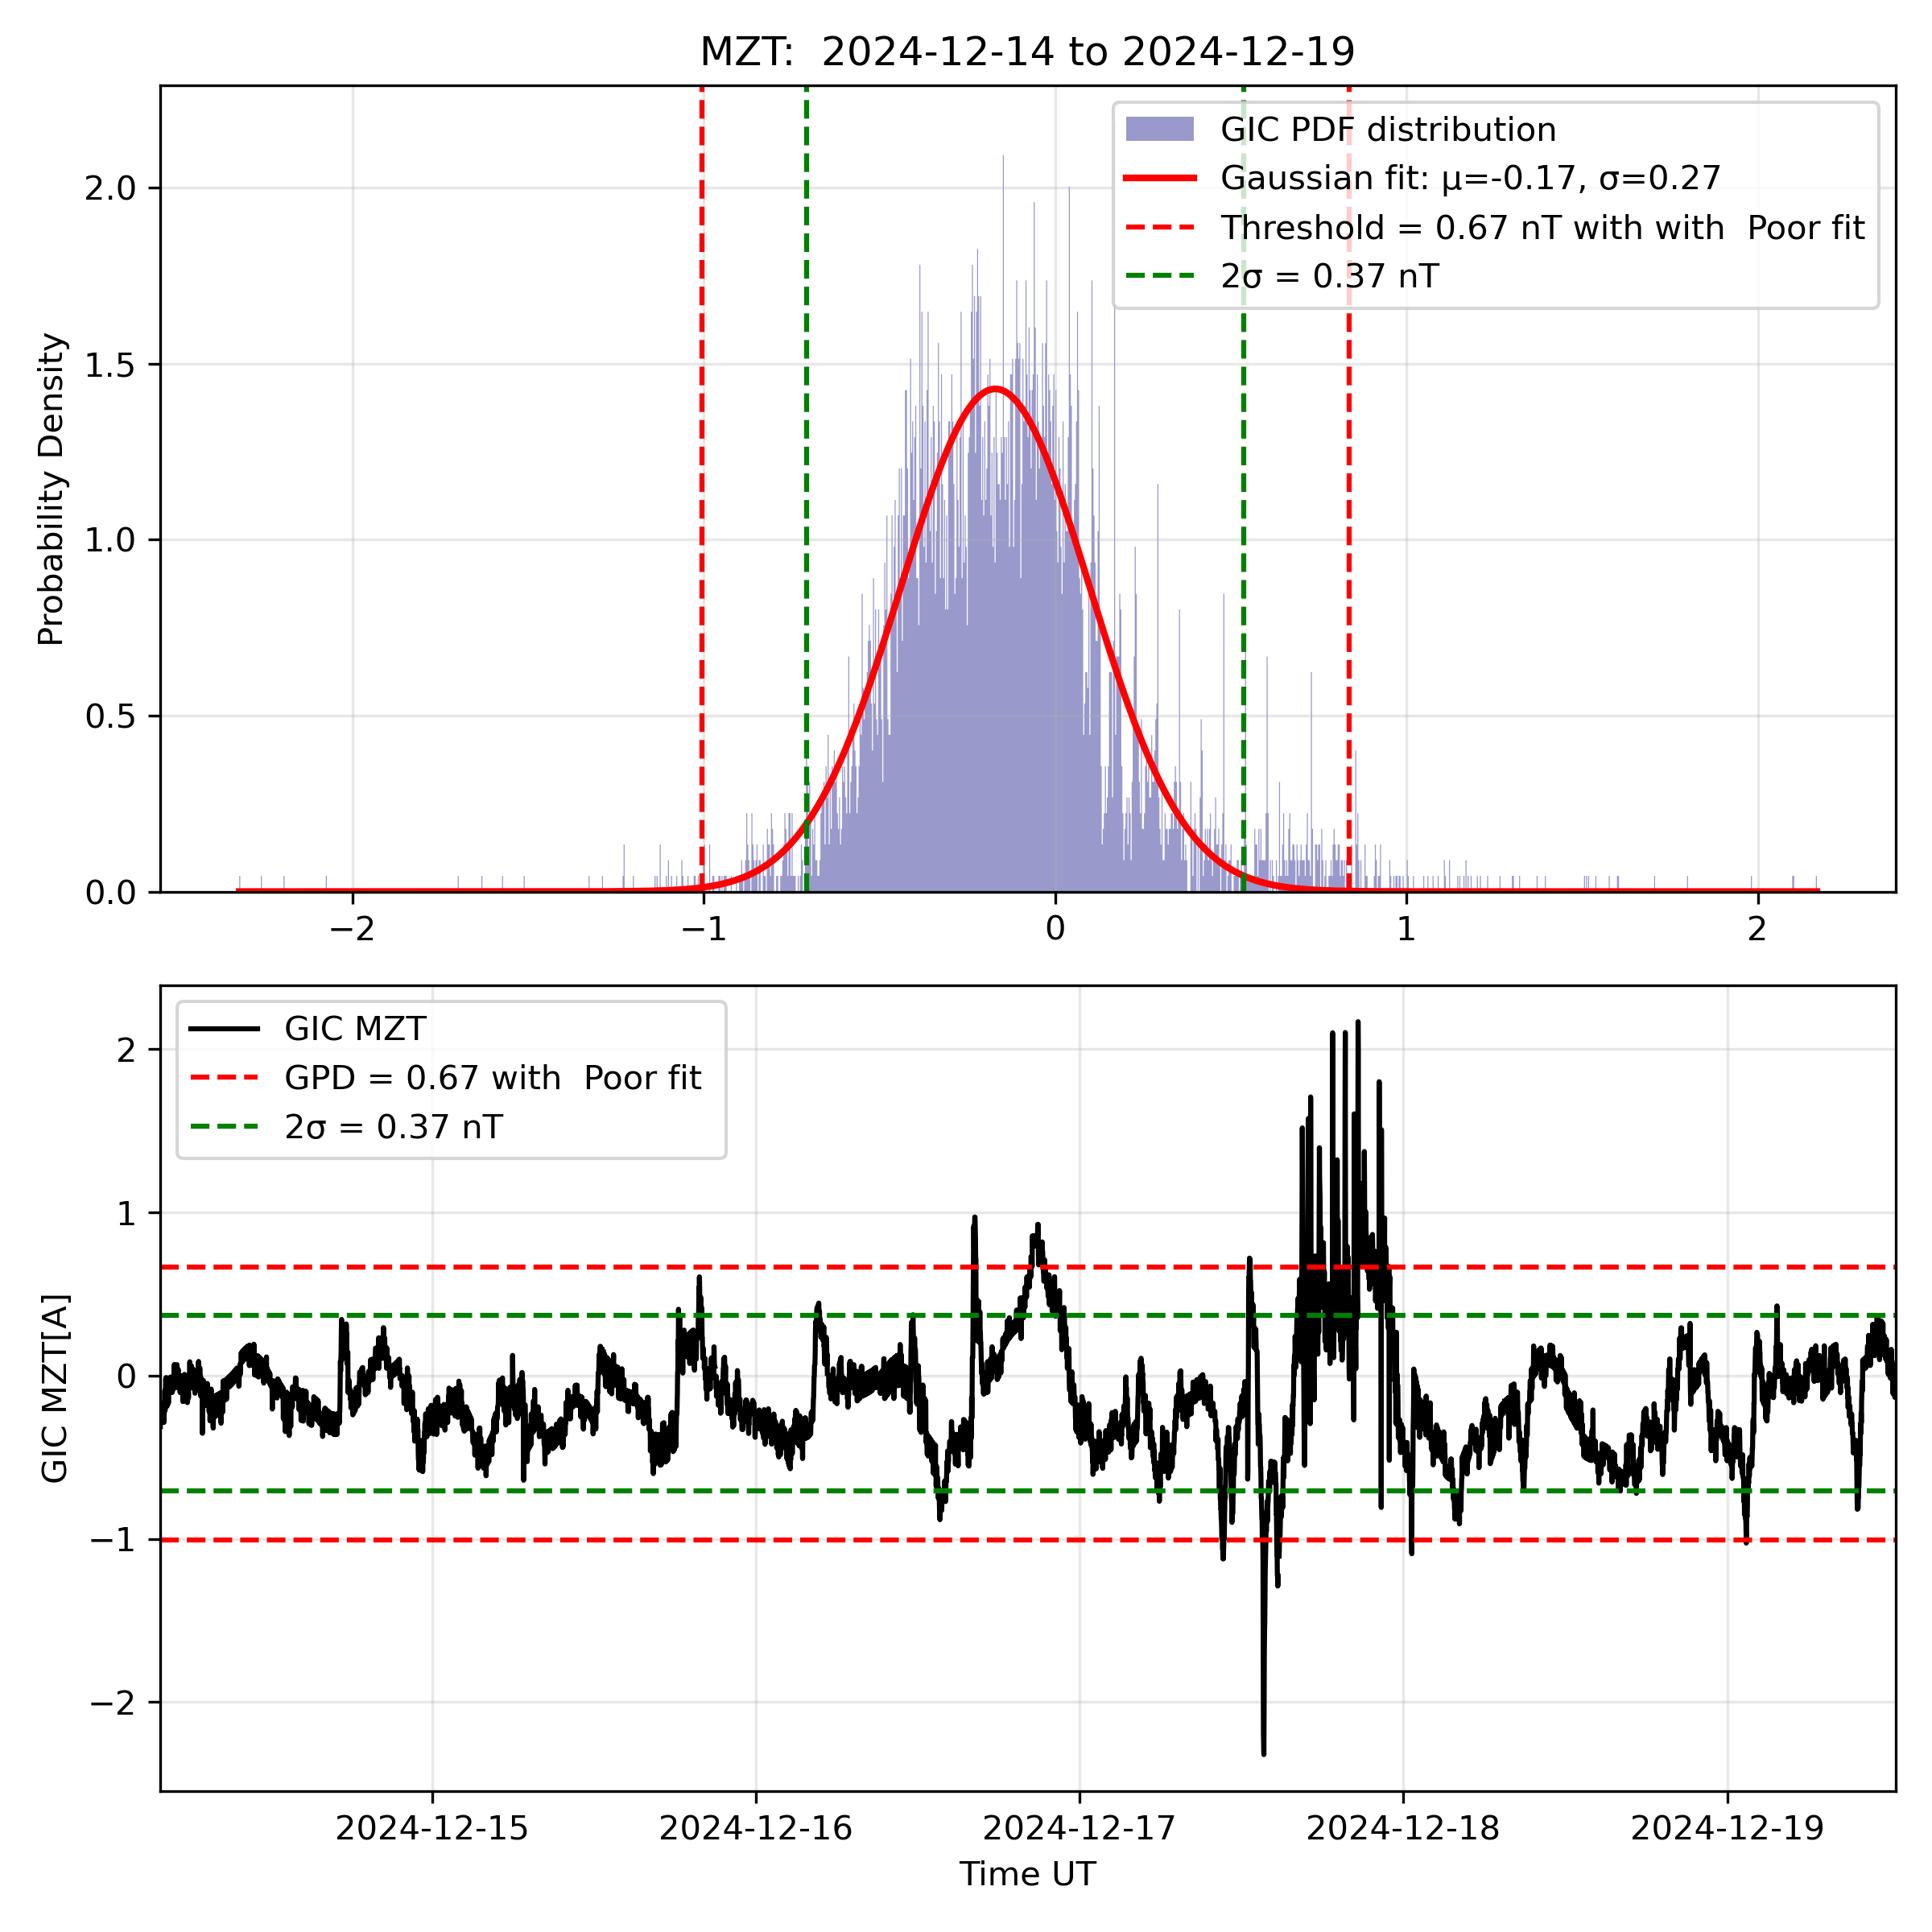 MZT:  2024-12-14 to 2024-12-19
GIC PDF distribution
Gaussian fit: μ=-0.17, σ=0.27
Threshold = 0.67 nT with with  Poor fit
2σ = 0.37 nT
Probability Density
2.0
1.5
1.0
0.5
0.0
−2
−1
0
1
2
GIC MZT
GPD = 0.67 with  Poor fit
2σ = 0.37 nT
GIC MZT[A]
2
1
0
−1
−2
2024-12-15
2024-12-16
2024-12-17
2024-12-18
2024-12-19
Time UT